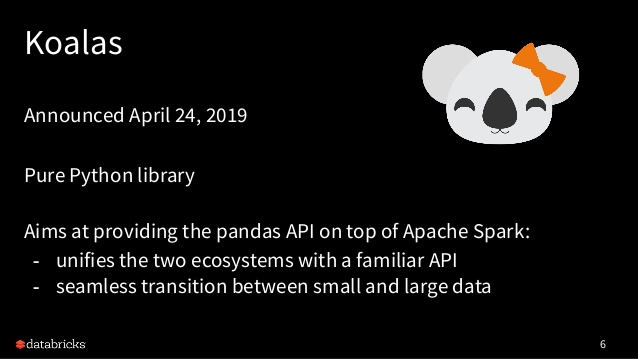 Koalas
Announced April 24, 2019
Pure Python library
Aims at providing the pandas API on top of Apache Spark:
- unifies the two ecosystems with a familiar API
- seamless transition between small and large data
databricks
6